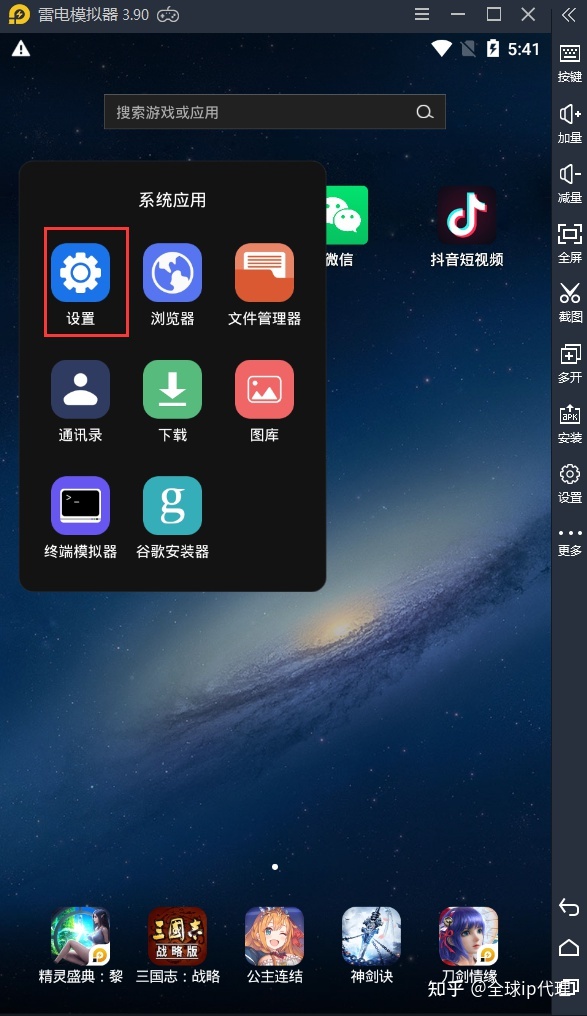 雷电模拟器 3.90
5:41
搜索游戏或应用
系统应用
设置
浏览器
文件管理器
通讯录
下载
图库
终端模拟器
谷歌安装器
g
>_
微信
抖音短视频
按键
加量
减量
全屏
截图
多开
APK
安装
设置
更多
三國志
战略版
精灵盛典：黎
三国志：战略
公主连结
神剑诀
刀剑情缘
知乎 @全球ip代理